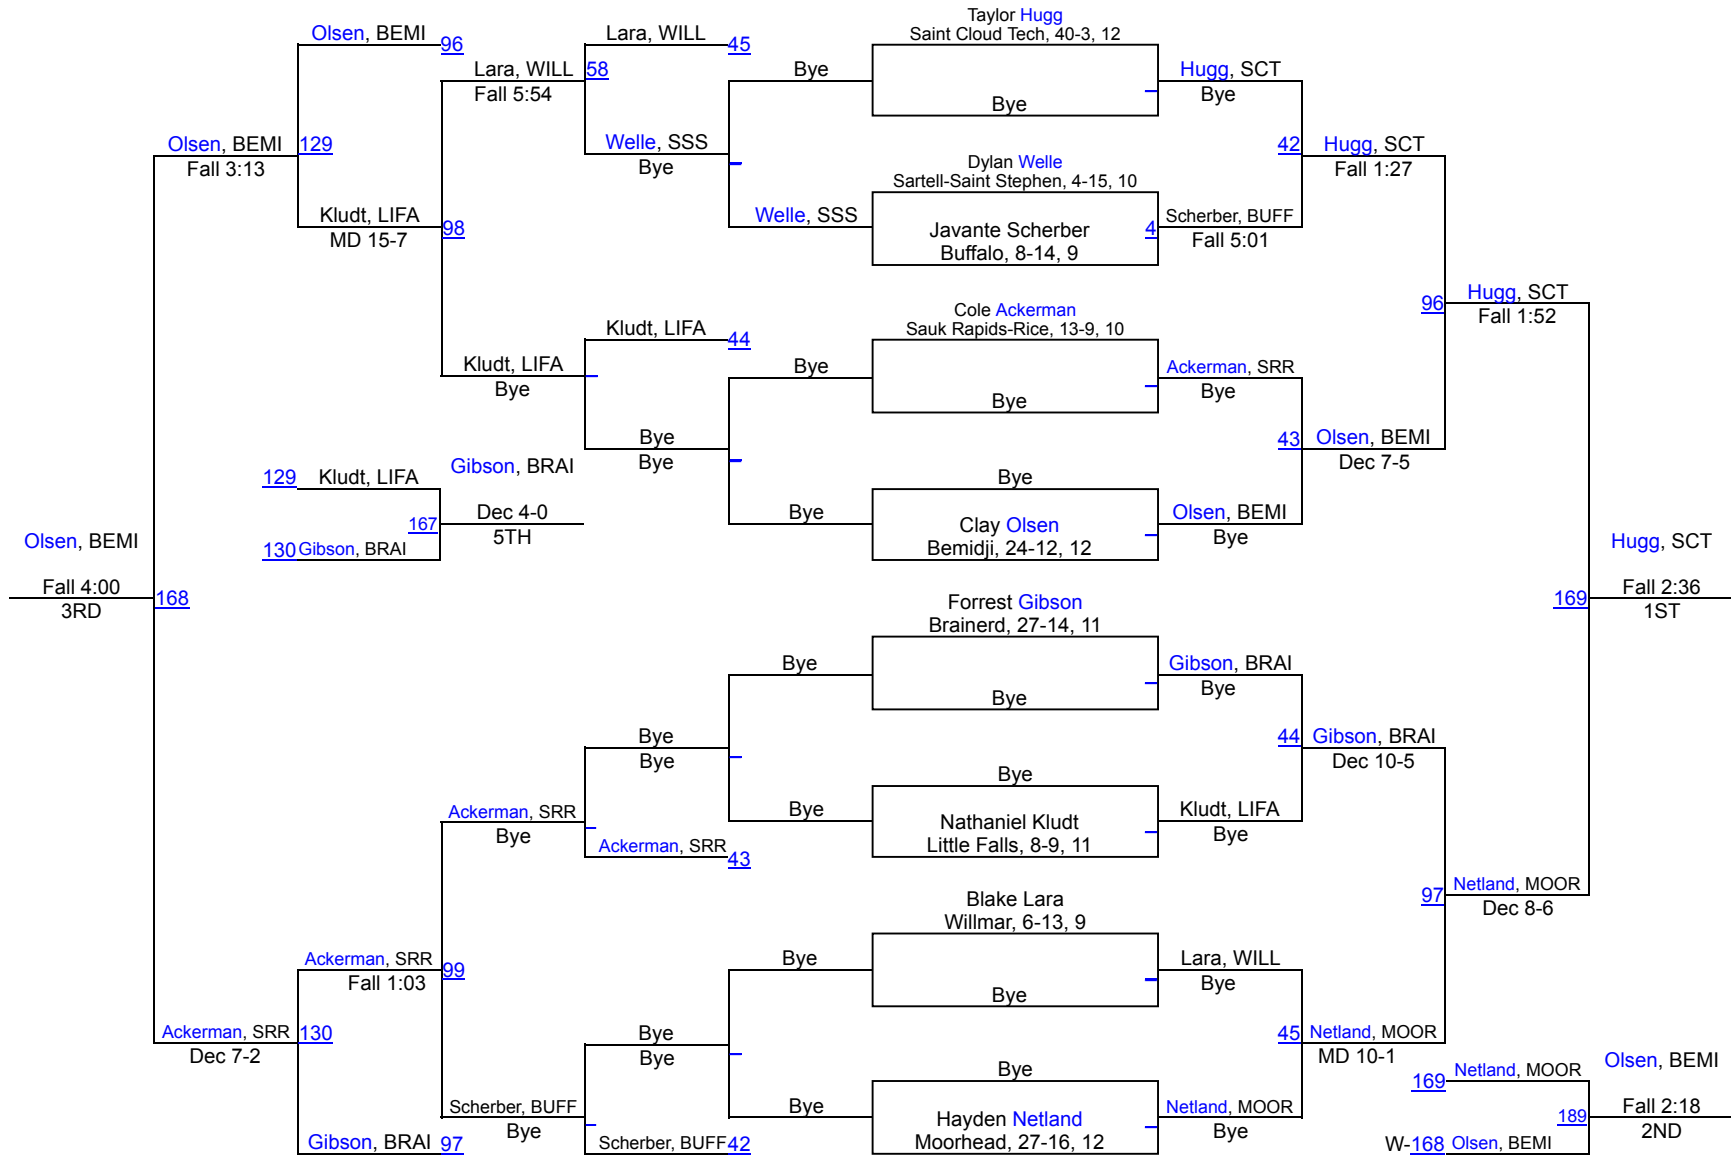 Taylor Hugg
Saint Cloud Tech, 40-3, 12
Olsen, BEMI
96
Lara, WILL
45
Lara, WILL
58
Fall 5:54
Bye
Hugg, SCT
Bye
Bye
Olsen, BEMI
129
Fall 3:13
Welle, SSS
Bye
42
Hugg, SCT
Fall 1:27
Dylan Welle
Sartell-Saint Stephen, 4-15, 10
Kludt, LIFA
98
MD 15-7
Welle, SSS
Javante Scherber
Buffalo, 8-14, 9
4
Scherber, BUFF
Fall 5:01
96
Hugg, SCT
Fall 1:52
Cole Ackerman
Sauk Rapids-Rice, 13-9, 10
Kludt, LIFA
44
Kludt, LIFA
Bye
Bye
Ackerman, SRR
Bye
Bye
Bye
Bye
43
Olsen, BEMI
Dec 7-5
Gibson, BRAI
129
Kludt, LIFA
Bye
Dec 4-0
167
5TH
Bye
Clay Olsen
Bemidji, 24-12, 12
Olsen, BEMI
Bye
130
Gibson, BRAI
Olsen, BEMI
Hugg, SCT
Fall 4:00
168
3RD
169
Fall 2:36
1ST
Forrest Gibson
Brainerd, 27-14, 11
Bye
Gibson, BRAI
Bye
Bye
Bye
Bye
44
Gibson, BRAI
Dec 10-5
Bye
Ackerman, SRR
Bye
Bye
Nathaniel Kludt
Little Falls, 8-9, 11
Kludt, LIFA
Bye
Ackerman, SRR
43
97
Netland, MOOR
Dec 8-6
Blake Lara
Willmar, 6-13, 9
Ackerman, SRR
99
Fall 1:03
Bye
Lara, WILL
Bye
Bye
Ackerman, SRR
130
Dec 7-2
Bye
Bye
45
Netland, MOOR
MD 10-1
Bye
Netland, MOOR
169
Olsen, BEMI
Scherber, BUFF
Bye
Bye
Hayden Netland
Moorhead, 27-16, 12
Netland, MOOR
Bye
189
Fall 2:18
2ND
Gibson, BRAI
97
Scherber, BUFF
42
W-168
Olsen, BEMI